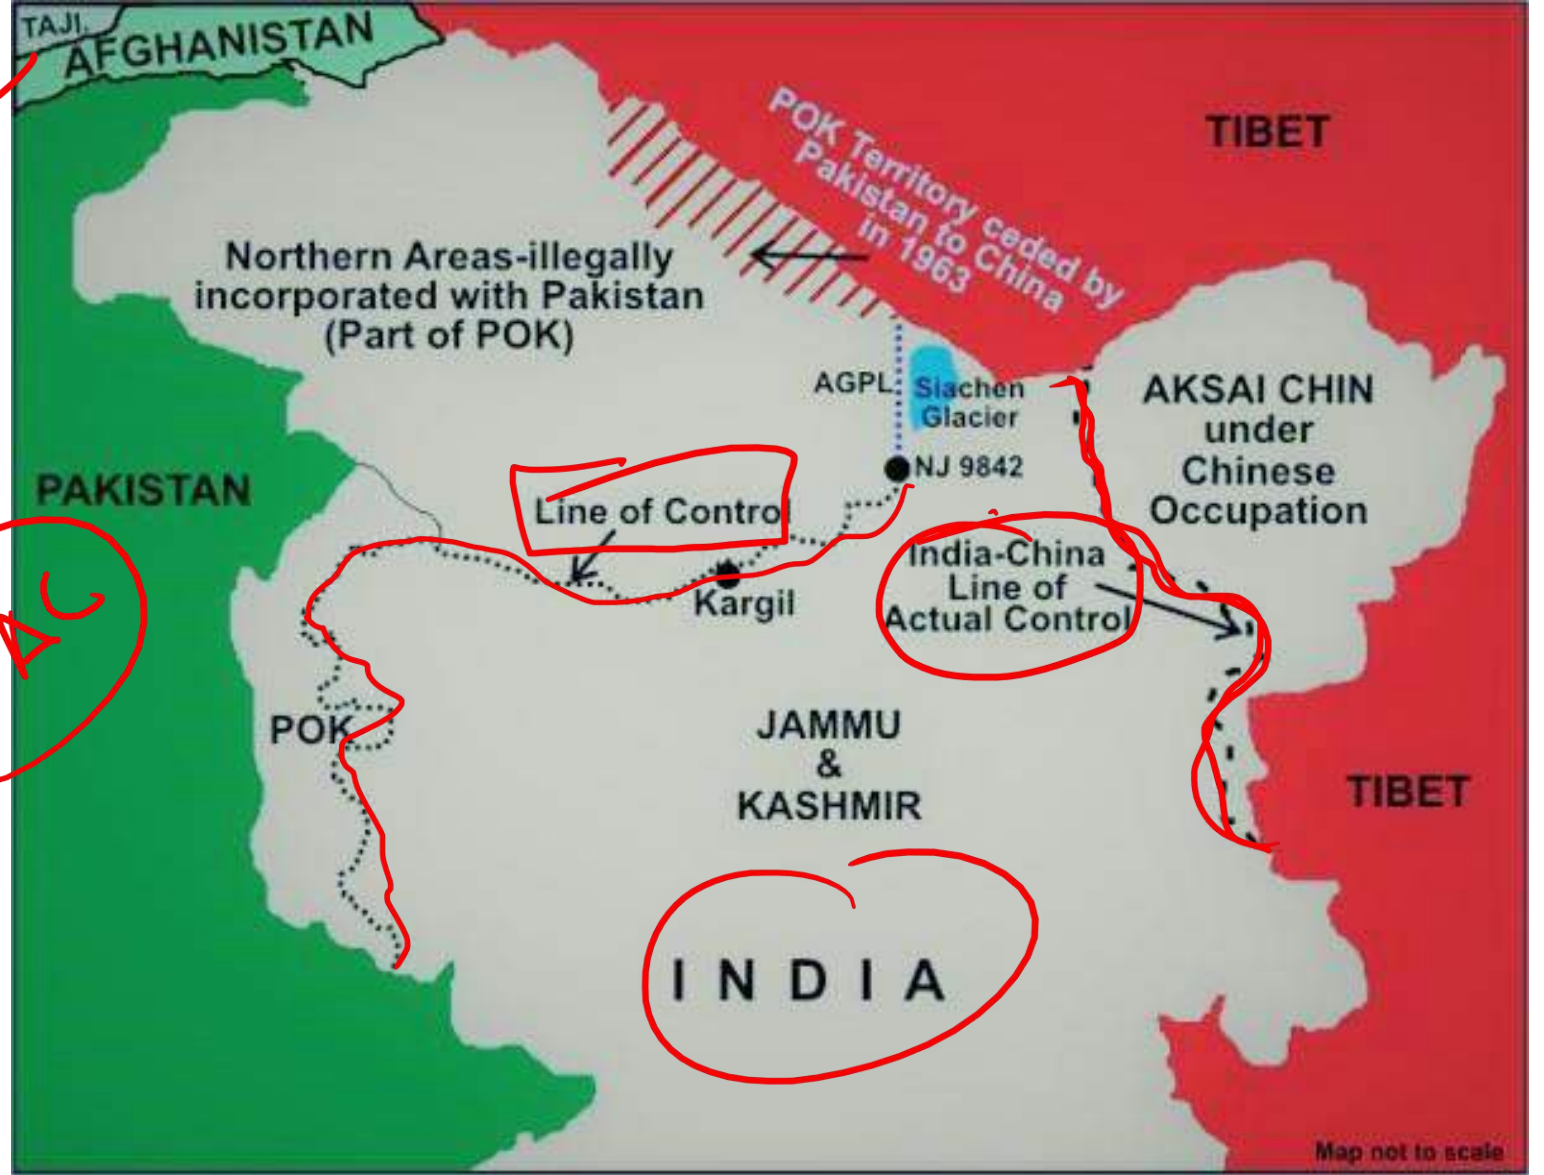 TAJI.
AFGHANISTAN
TIBET
POK Territory ceded by
Pakistan to China
in 1963
Northern Areas-illegally
incorporated with Pakistan
(Part of POK)
AGPL
Siachen
Glacier
AKSAI CHIN
under
Chinese
Occupation
NJ 9842
PAKISTAN
Line of Control
India-China
Line of
Actual Control
Kargil
POK
JAMMU
&
KASHMIR
TIBET
INDIA
Map not to scale